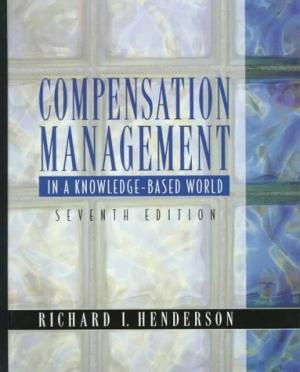 COMPENSATION
MANAGEMENT
IN A KNOWLEDGE-BASED WORLD
SEVENTH EDITION
RICHARD I. HENDERSON